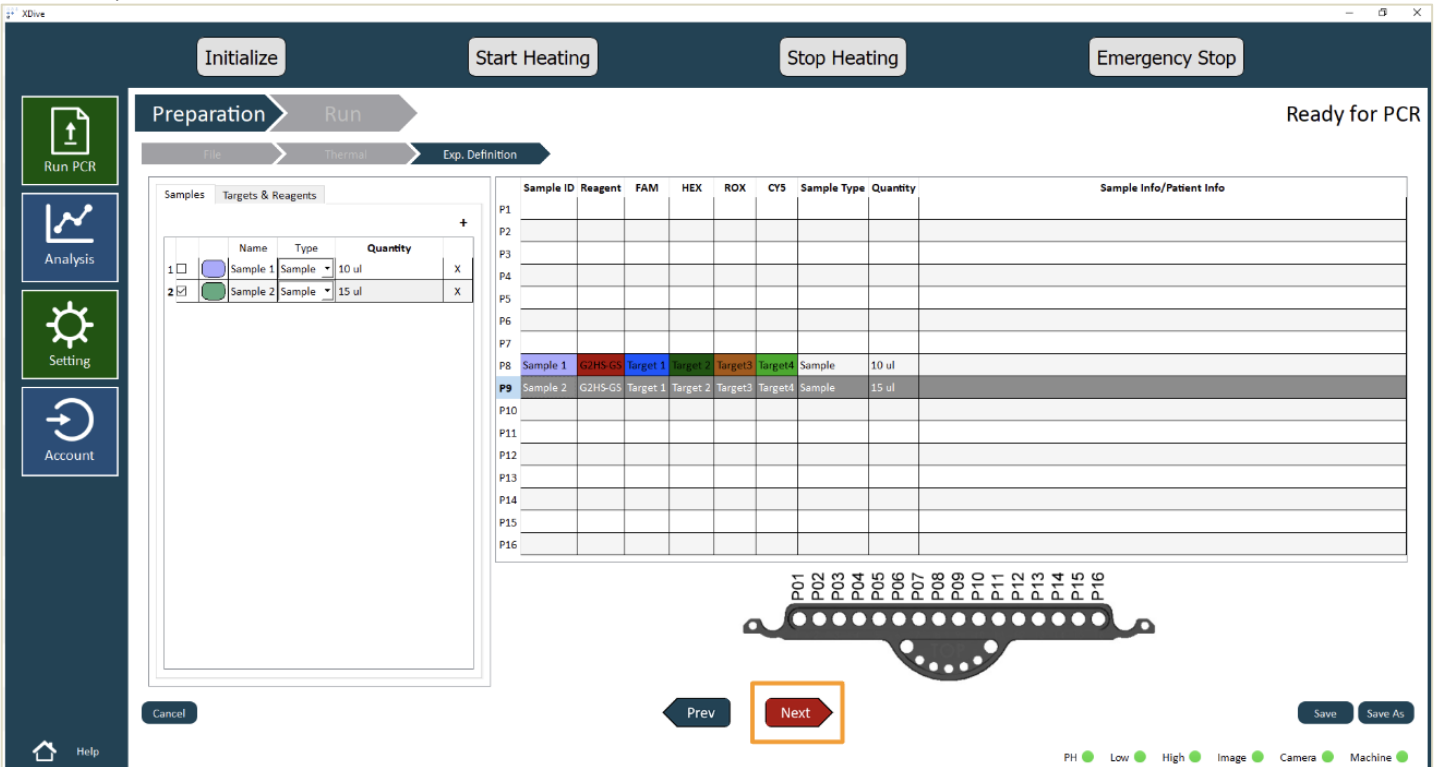 XDive
Initialize Start Heating Stop Heating Emergency Stop
Preparation Run Ready for PCR
File Thermal Exp. Definition
Run PCR
Analysis
Setting
Account
Samples Targets & Reagents
+
Name Type Quantity
1 Sample 1 Sample 10 ul X
2 Sample 2 Sample 15 ul X
Sample ID Reagent FAM HEX ROX CY5 Sample Type Quantity Sample Info/Patient Info
P1
P2
P3
P4
P5
P6
P7
P8 Sample 1 G2HS-GS Target 1 Target 2 Target3 Target4 Sample 10 ul
P9 Sample 2 G2HS-GS Target 1 Target 2 Target3 Target4 Sample 15 ul
P10
P11
P12
P13
P14
P15
P16
P01 P02 P03 P04 P05 P06 P07 P08 P09 P10 P11 P12 P13 P14 P15 P16
TOP
Cancel Prev Next Save Save As
Help
PH Low High Image Camera Machine